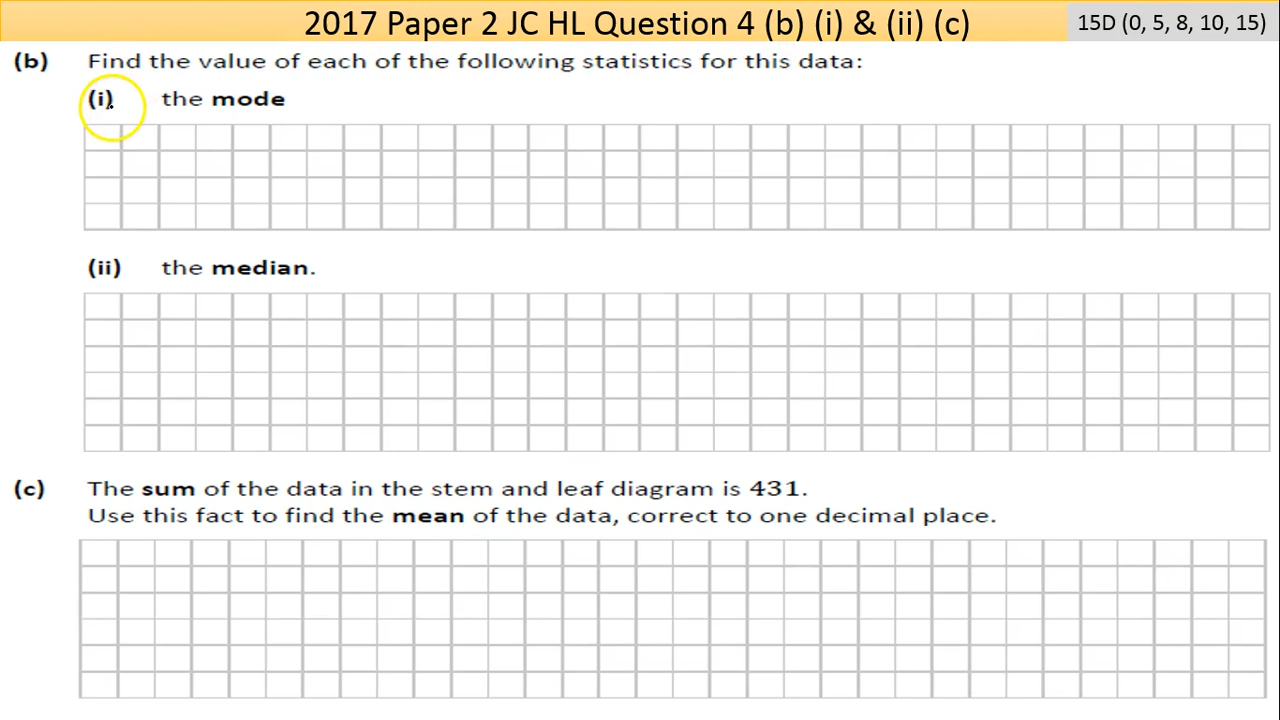 2017 Paper 2 JC HL Question 4 (b) (i) & (ii) (c)
15D (0, 5, 8, 10, 15)
(b) Find the value of each of the following statistics for this data:
(i) the mode
(ii) the median.
(c) The sum of the data in the stem and leaf diagram is 431.
Use this fact to find the mean of the data, correct to one decimal place.